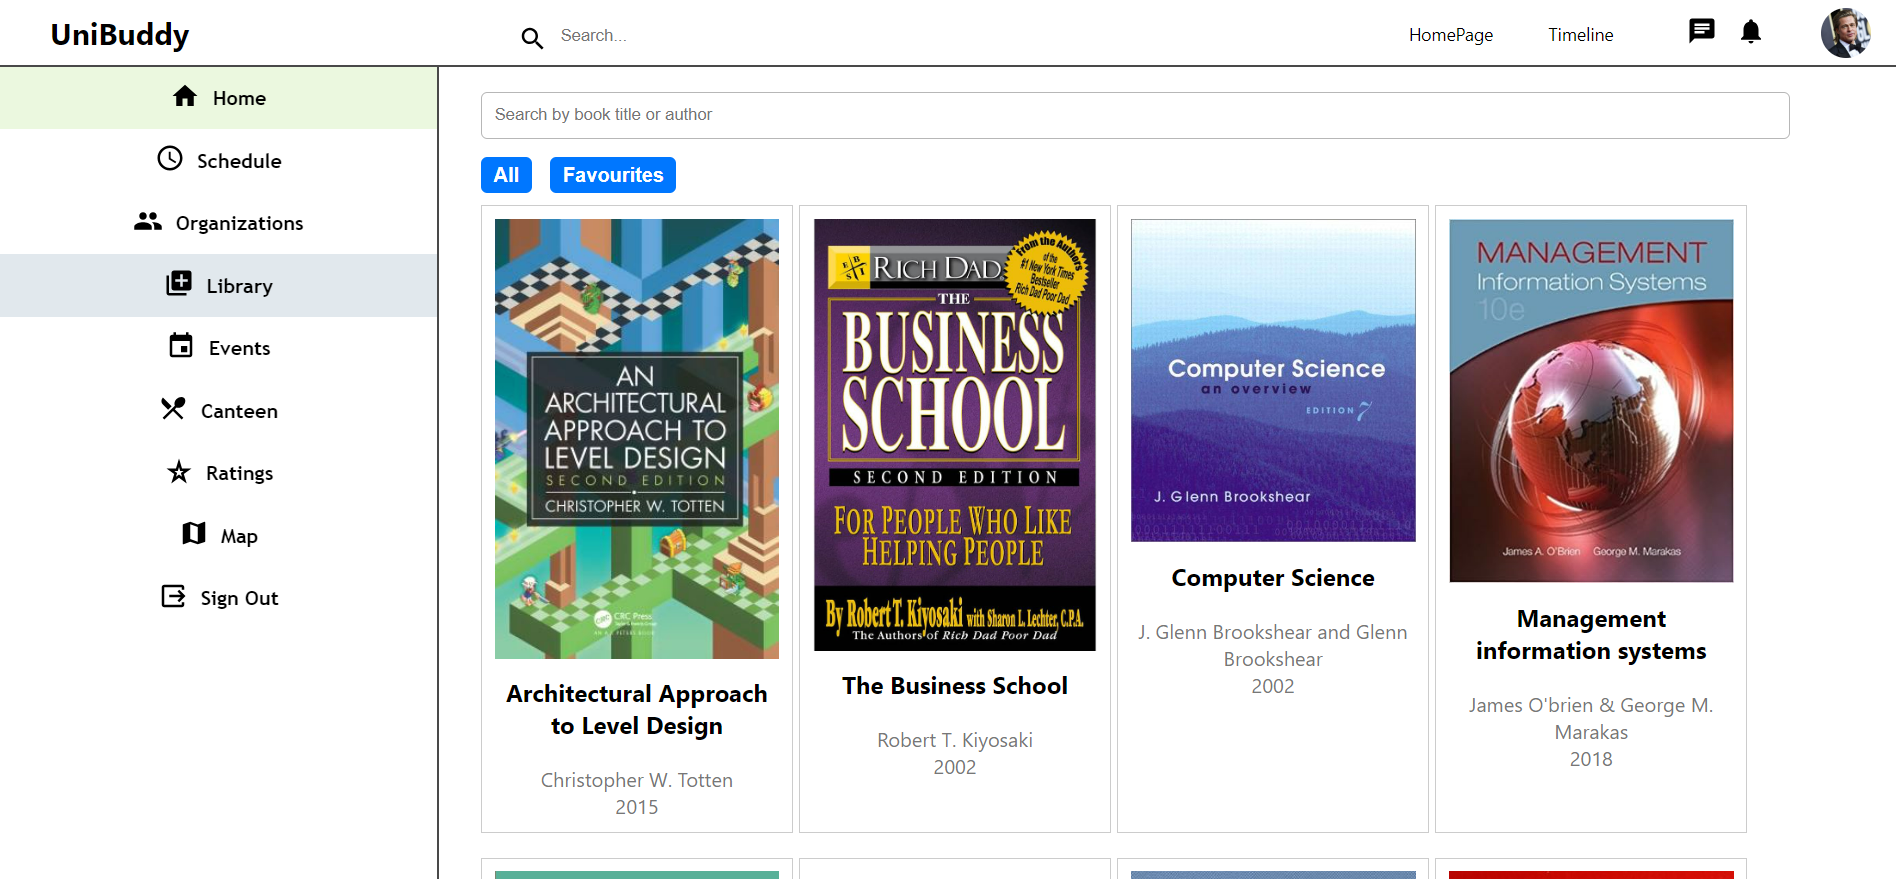 UniBuddy
Search...
HomePage
Timeline
Home
Schedule
Organizations
Library
Events
Canteen
Ratings
Map
Sign Out
Search by book title or author
All
Favourites
AN
ARCHITECTURAL
APPROACH TO
LEVEL DESIGN
SECOND EDITION
CHRISTOPHER W. TOTTEN
CRC Press
Architectural Approach
to Level Design
Christopher W. Totten
2015
EBST
RICH DAD
From the Authors
of the
#1 New York Times
Bestseller
Rich Dad Poor Dad
THE
BUSINESS
SCHOOL
SECOND EDITION
FOR PEOPLE WHO LIKE
HELPING PEOPLE
By Robert T. Kiyosaki with Sharon L. Lechter, C.P.A.
The Authors of Rich Dad Poor Dad
The Business School
Robert T. Kiyosaki
2002
Computer Science
an overview
EDITION 7
J. Glenn Brookshear
Computer Science
J. Glenn Brookshear and Glenn
Brookshear
2002
MANAGEMENT
Information Systems
10e
James A. O'Brien George M. Marakas
Management
information systems
James O'brien & George M.
Marakas
2018